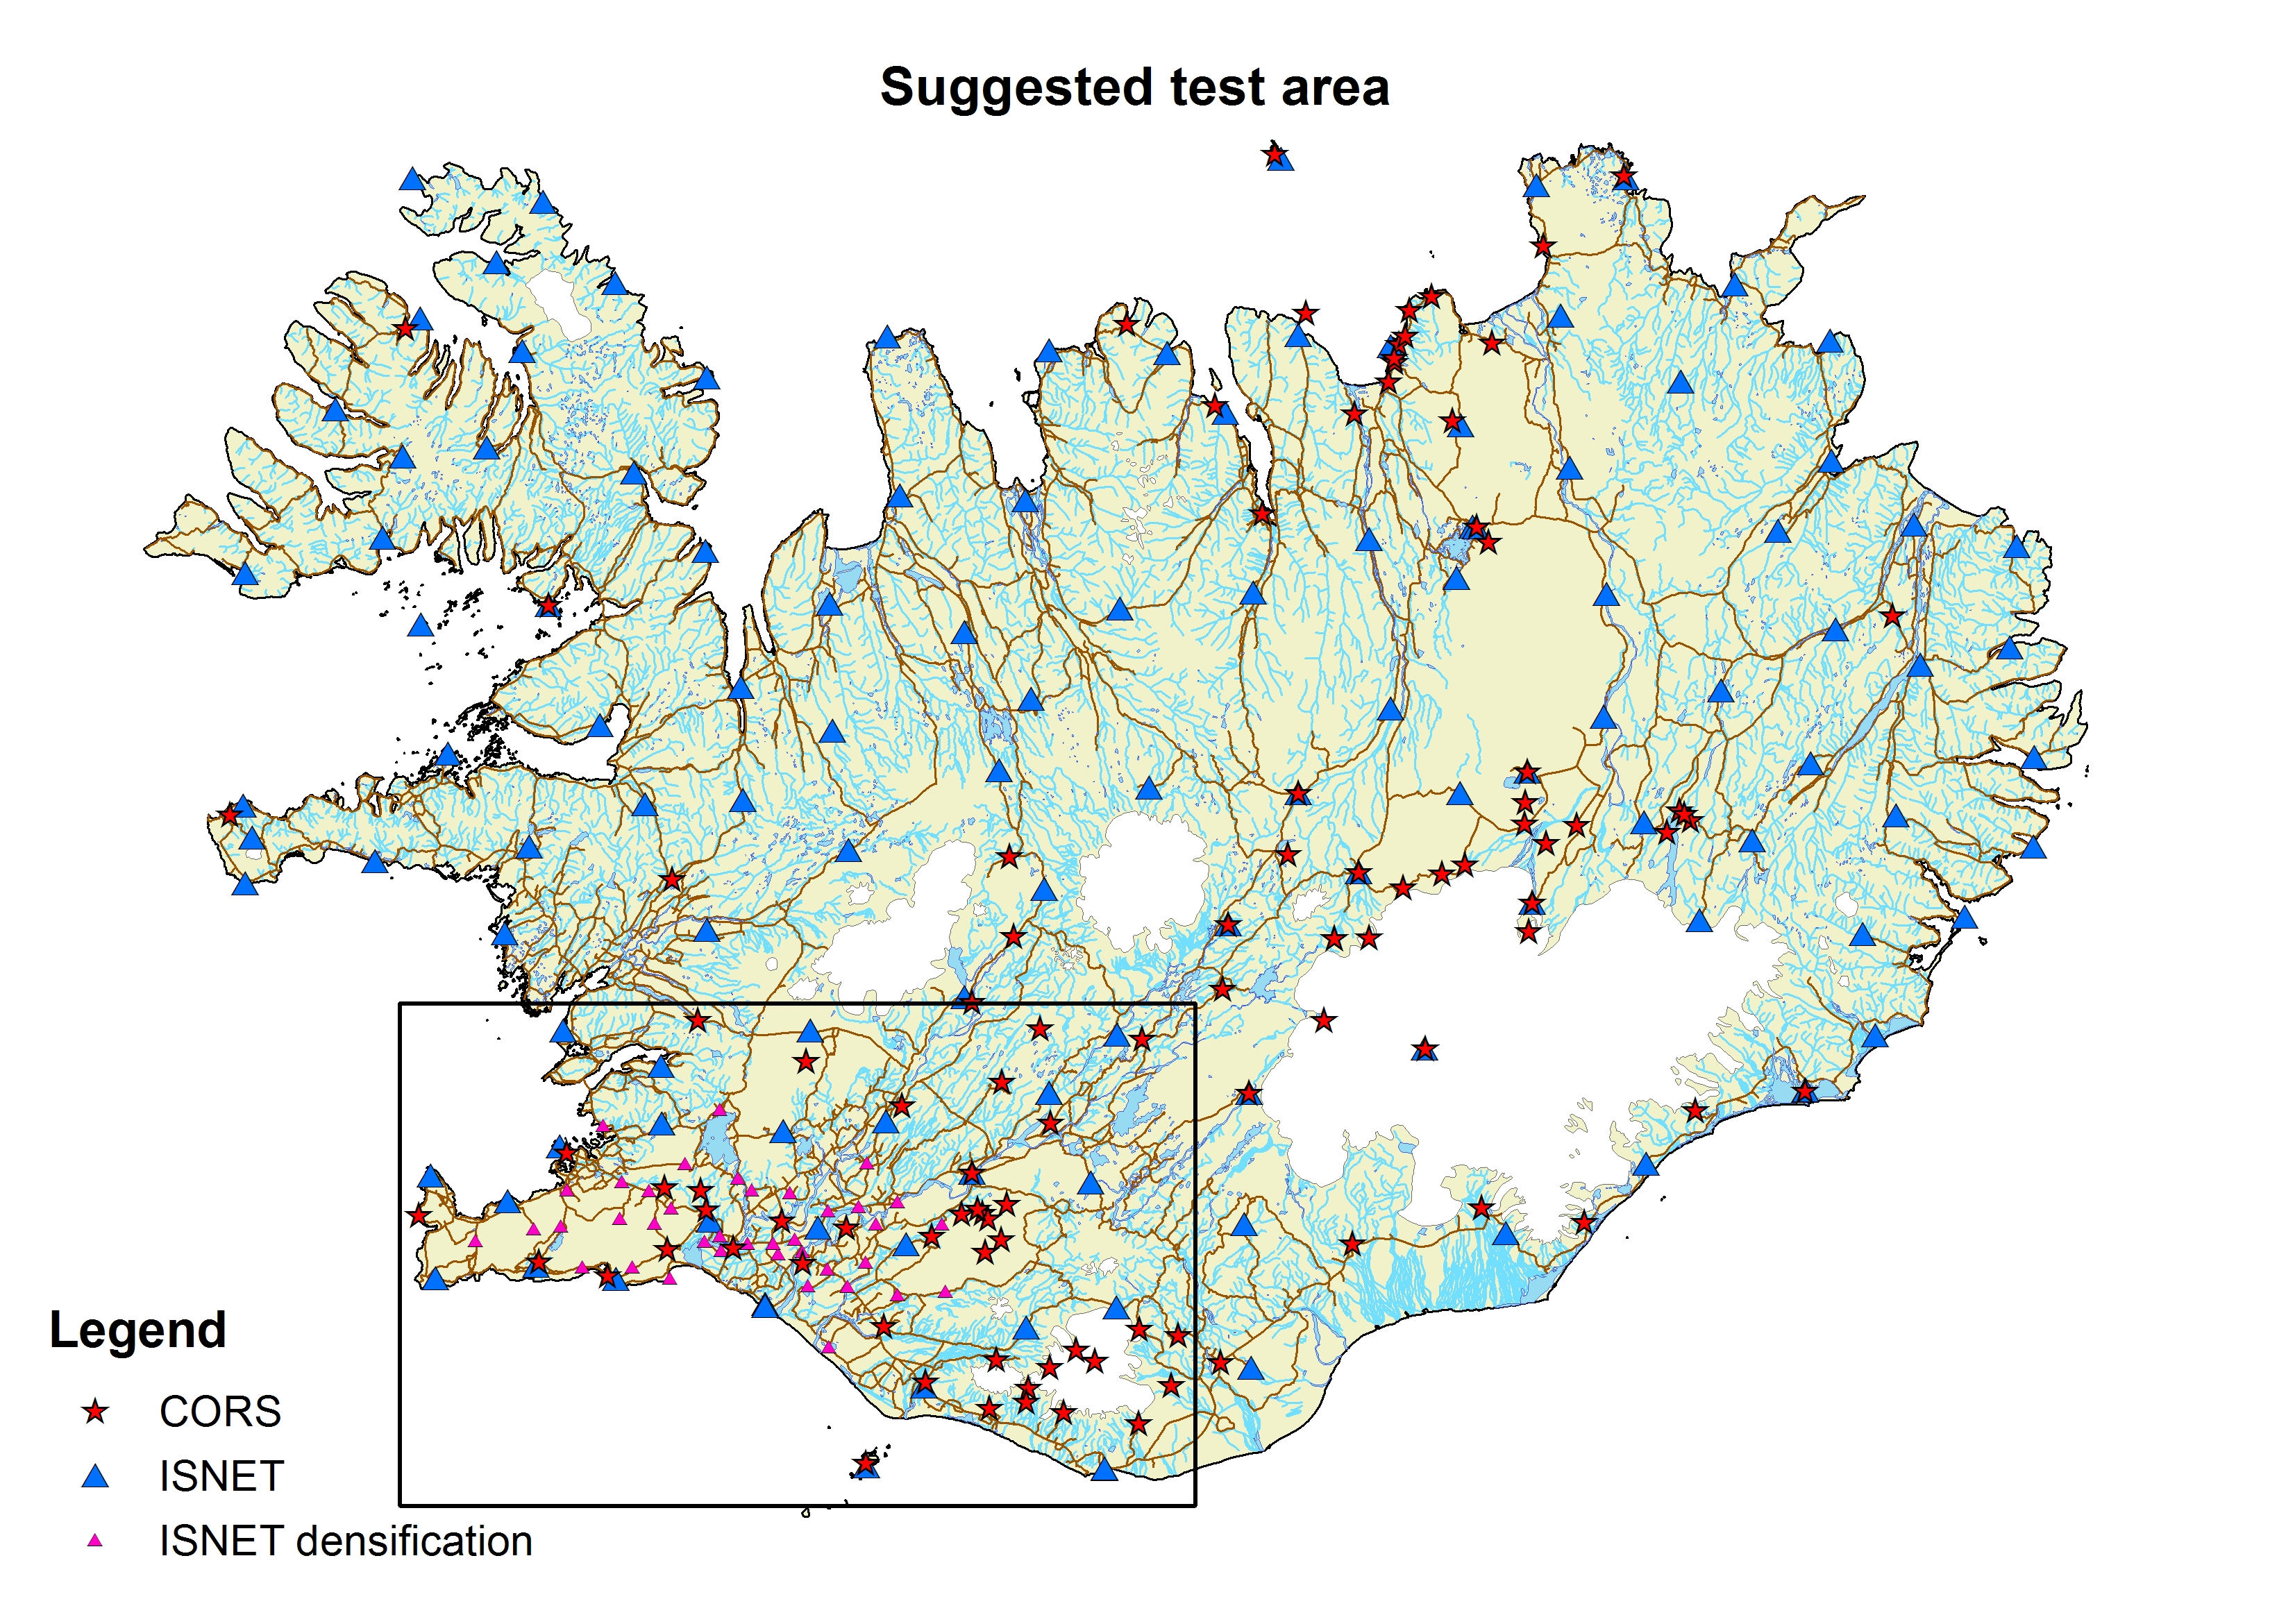 Suggested test area
Legend
CORS
ISNET
ISNET densification